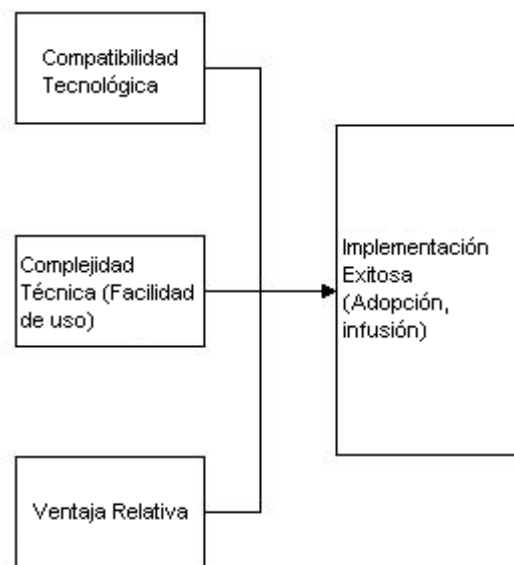 Compatibilidad
Tecnológica
Complejidad
Técnica (Facilidad
de uso)
Ventaja Relativa
Implementación
Exitosa
(Adopción,
infusión)